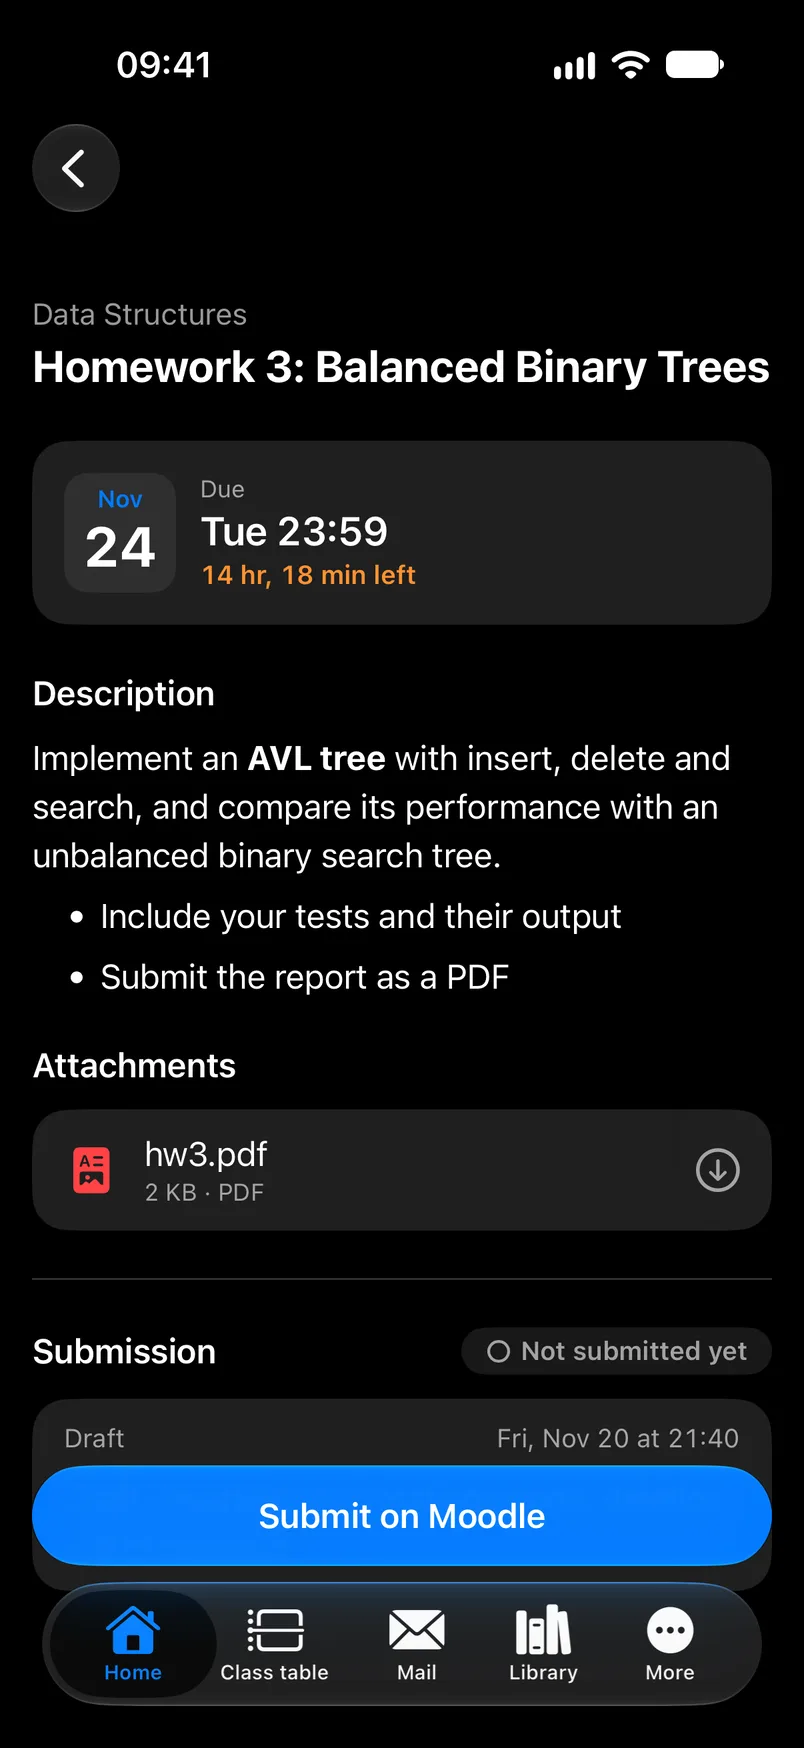 09:41
Data Structures
Homework 3: Balanced Binary Trees
Nov
24
Due
Tue 23:59
14 hr, 18 min left
Description
Implement an AVL tree with insert, delete and
search, and compare its performance with an
unbalanced binary search tree.
• Include your tests and their output
• Submit the report as a PDF
Attachments
hw3.pdf
2 KB · PDF
Submission
Not submitted yet
Draft
Fri, Nov 20 at 21:40
Submit on Moodle
Home
Class table
Mail
Library
More